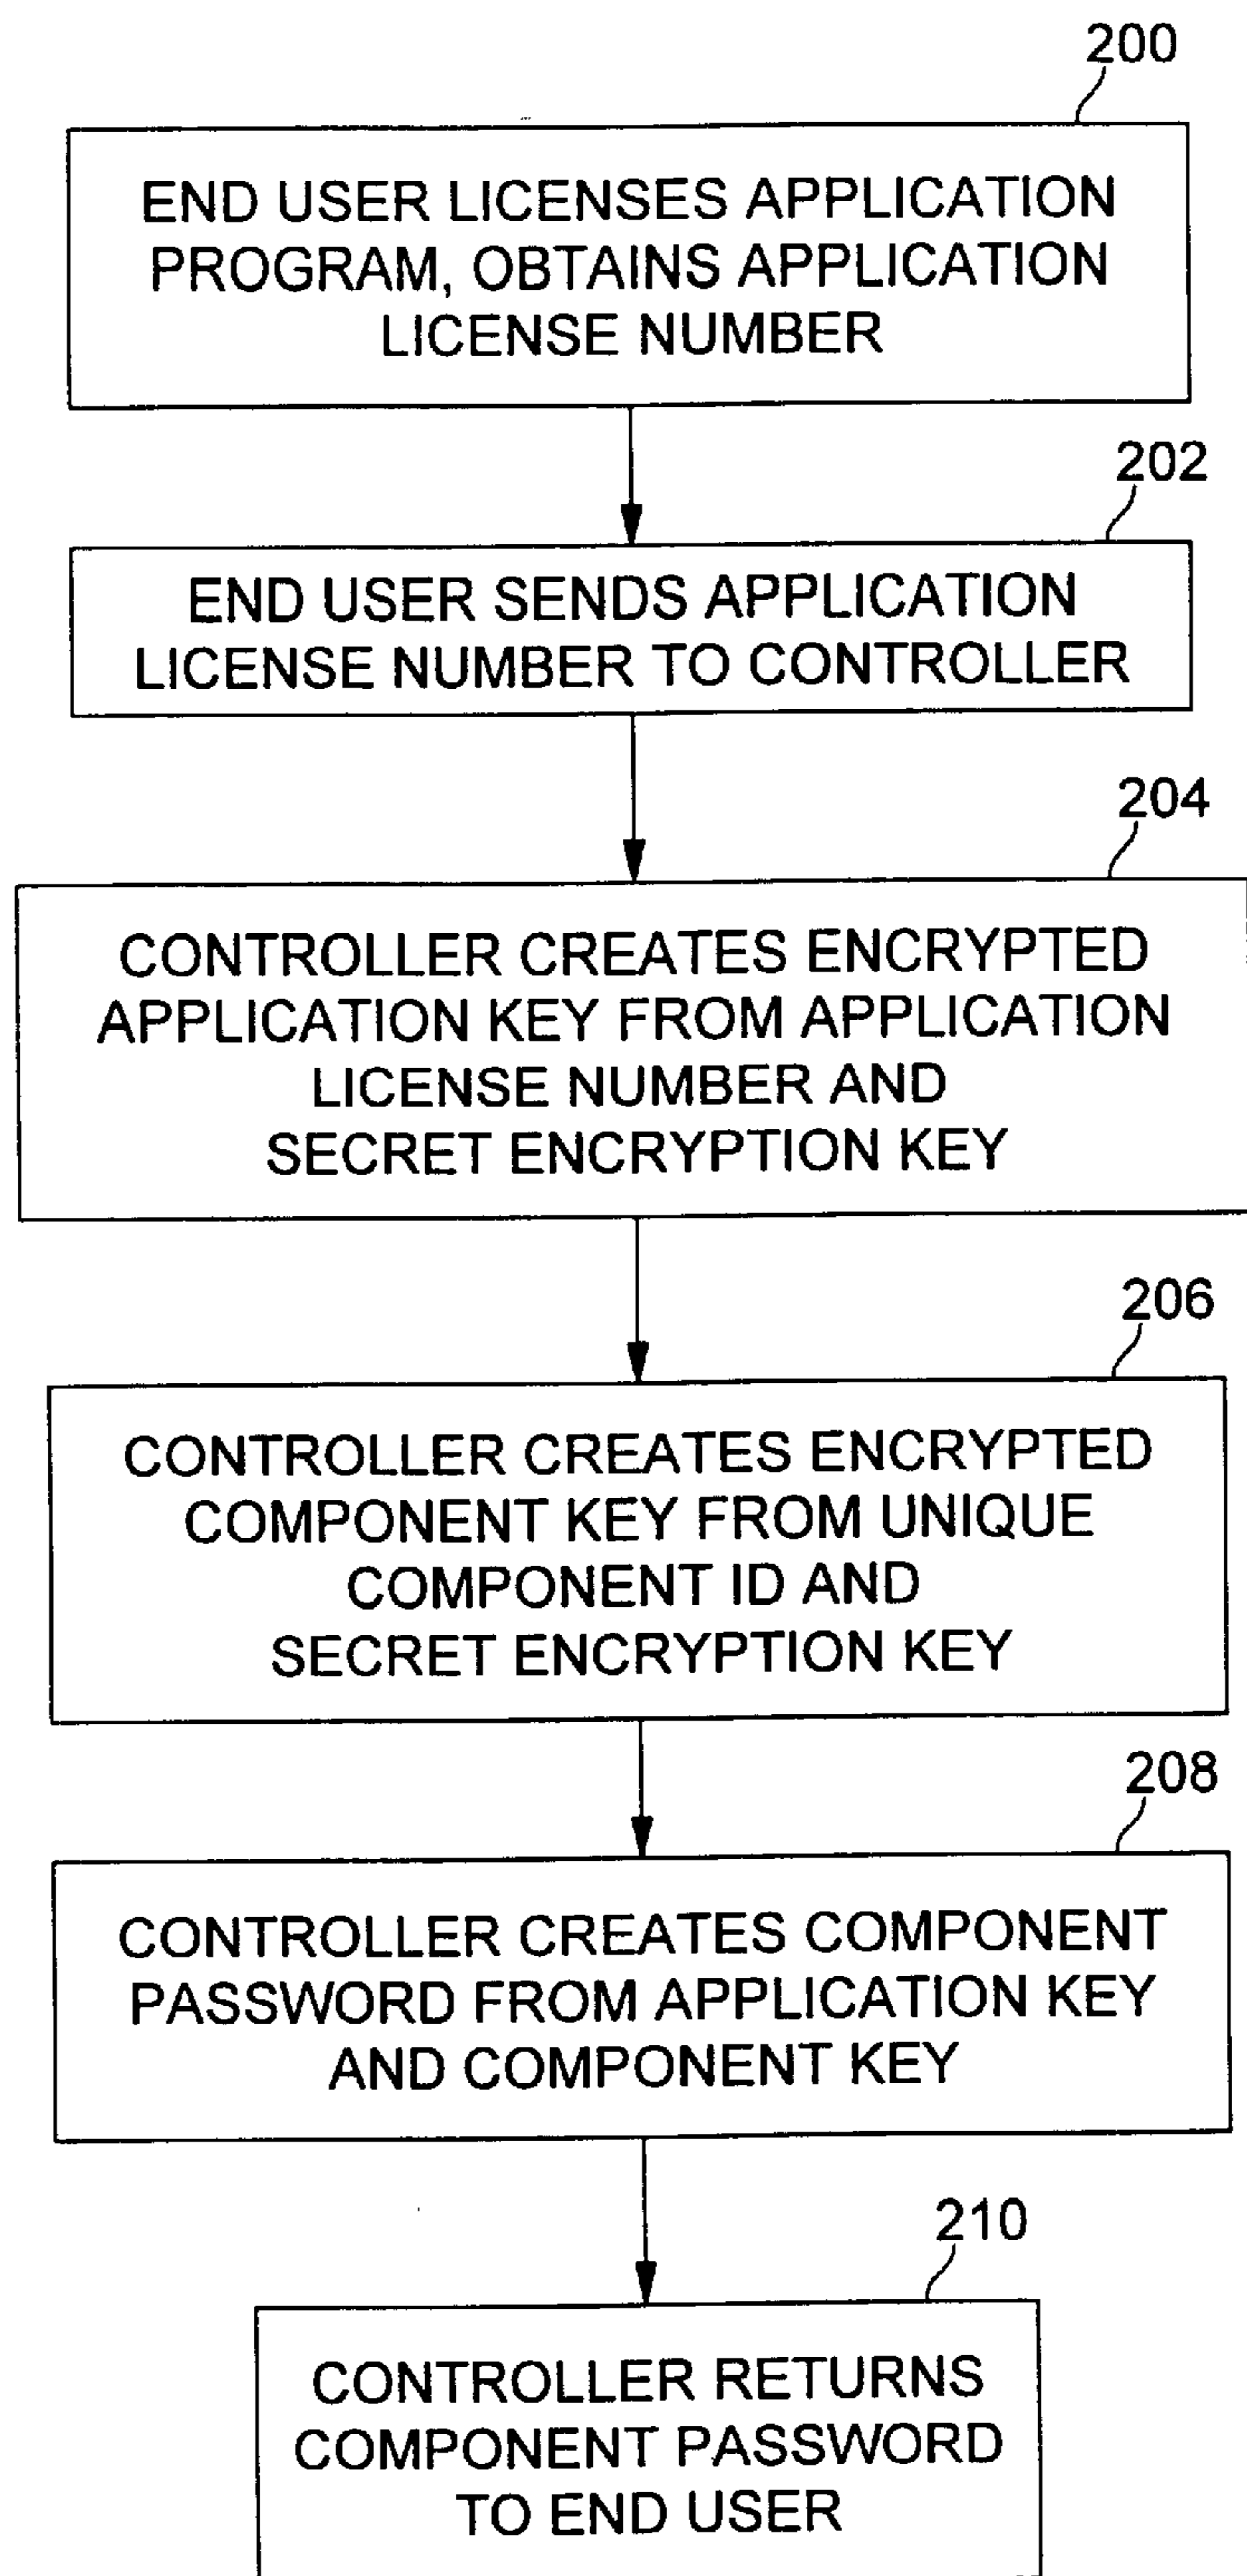 200
END USER LICENSES APPLICATION
PROGRAM, OBTAINS APPLICATION
LICENSE NUMBER
202
END USER SENDS APPLICATION
LICENSE NUMBER TO CONTROLLER
204
CONTROLLER CREATES ENCRYPTED
APPLICATION KEY FROM APPLICATION
LICENSE NUMBER AND
SECRET ENCRYPTION KEY
206
CONTROLLER CREATES ENCRYPTED
COMPONENT KEY FROM UNIQUE
COMPONENT ID AND
SECRET ENCRYPTION KEY
208
CONTROLLER CREATES COMPONENT
PASSWORD FROM APPLICATION KEY
AND COMPONENT KEY
210
CONTROLLER RETURNS
COMPONENT PASSWORD
TO END USER